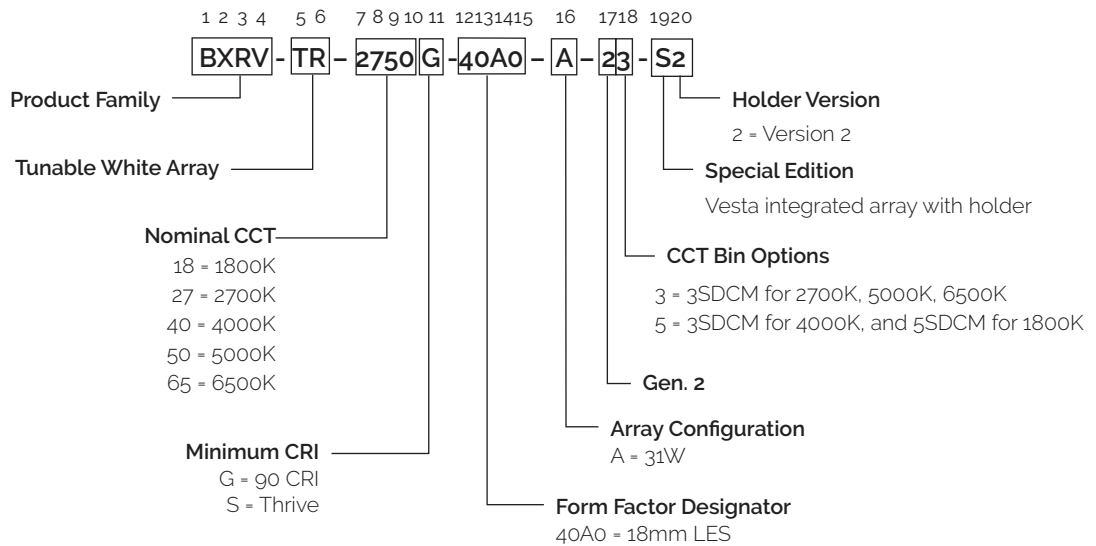 1 2 3 4 5 6 7 8 9 10 11 12131415 16 1718 1920
BXRV - TR – 2750 G - 40A0 – A – 23 - S2
Product Family
Holder Version
2 = Version 2
Tunable White Array
Special Edition
Vesta integrated array with holder
Nominal CCT
18 = 1800K
27 = 2700K
40 = 4000K
50 = 5000K
65 = 6500K
CCT Bin Options
3 = 3SDCM for 2700K, 5000K, 6500K
5 = 3SDCM for 4000K, and 5SDCM for 1800K
Gen. 2
Minimum CRI
G = 90 CRI
S = Thrive
Array Configuration
A = 31W
Form Factor Designator
40A0 = 18mm LES